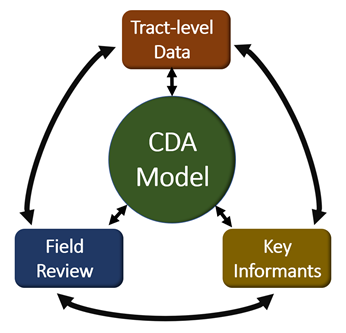 Tract-level
Data
CDA
Model
Field
Review
Key
Informants